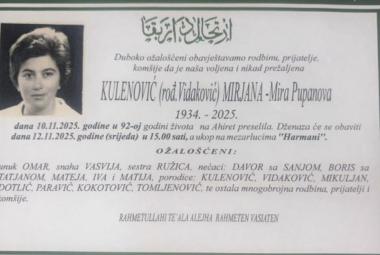 Duboko ožalošćeni obavještavamo rodbinu, prijatelje,
komšije da je naša voljena i nikad prežaljena
KULENOVIĆ (rođ.Vidaković) MIRJANA -Mira Pupanova
1934. - 2025.
dana 10.11.2025. godine u 92-oj godini života na Ahiret preselila. Dženaza će se obaviti
dana 12.11.2025. godine (srijeda) u 15.00 sati, a ukop na mezarlucima "Harmani".
OŽALOŠĆENI:
unuk OMAR, snaha VASVIJA, sestra RUŽICA, nećaci: DAVOR sa SANJOM, BORIS sa
TATJANOM, MATEJA, IVA i MATIJA, porodice: KULENOVIĆ, VIDAKOVIĆ, MIKULJAN,
DOTLIĆ, PARAVIĆ, KOKOTOVIĆ, TOMLJENOVIĆ, te ostala mnogobrojna rodbina, prijatelji i
komšije.
RAHMETULLAHI TE'ALA ALEJHA RAHMETEN VASIATEN